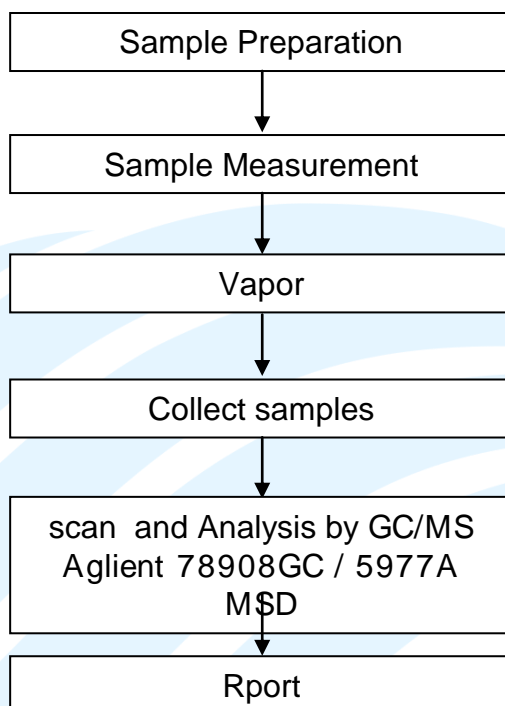 Sample Preparation
Sample Measurement
Vapor
Collect samples
scan and Analysis by GC/MS
Aglient 78908GC / 5977A
MSD
Rport